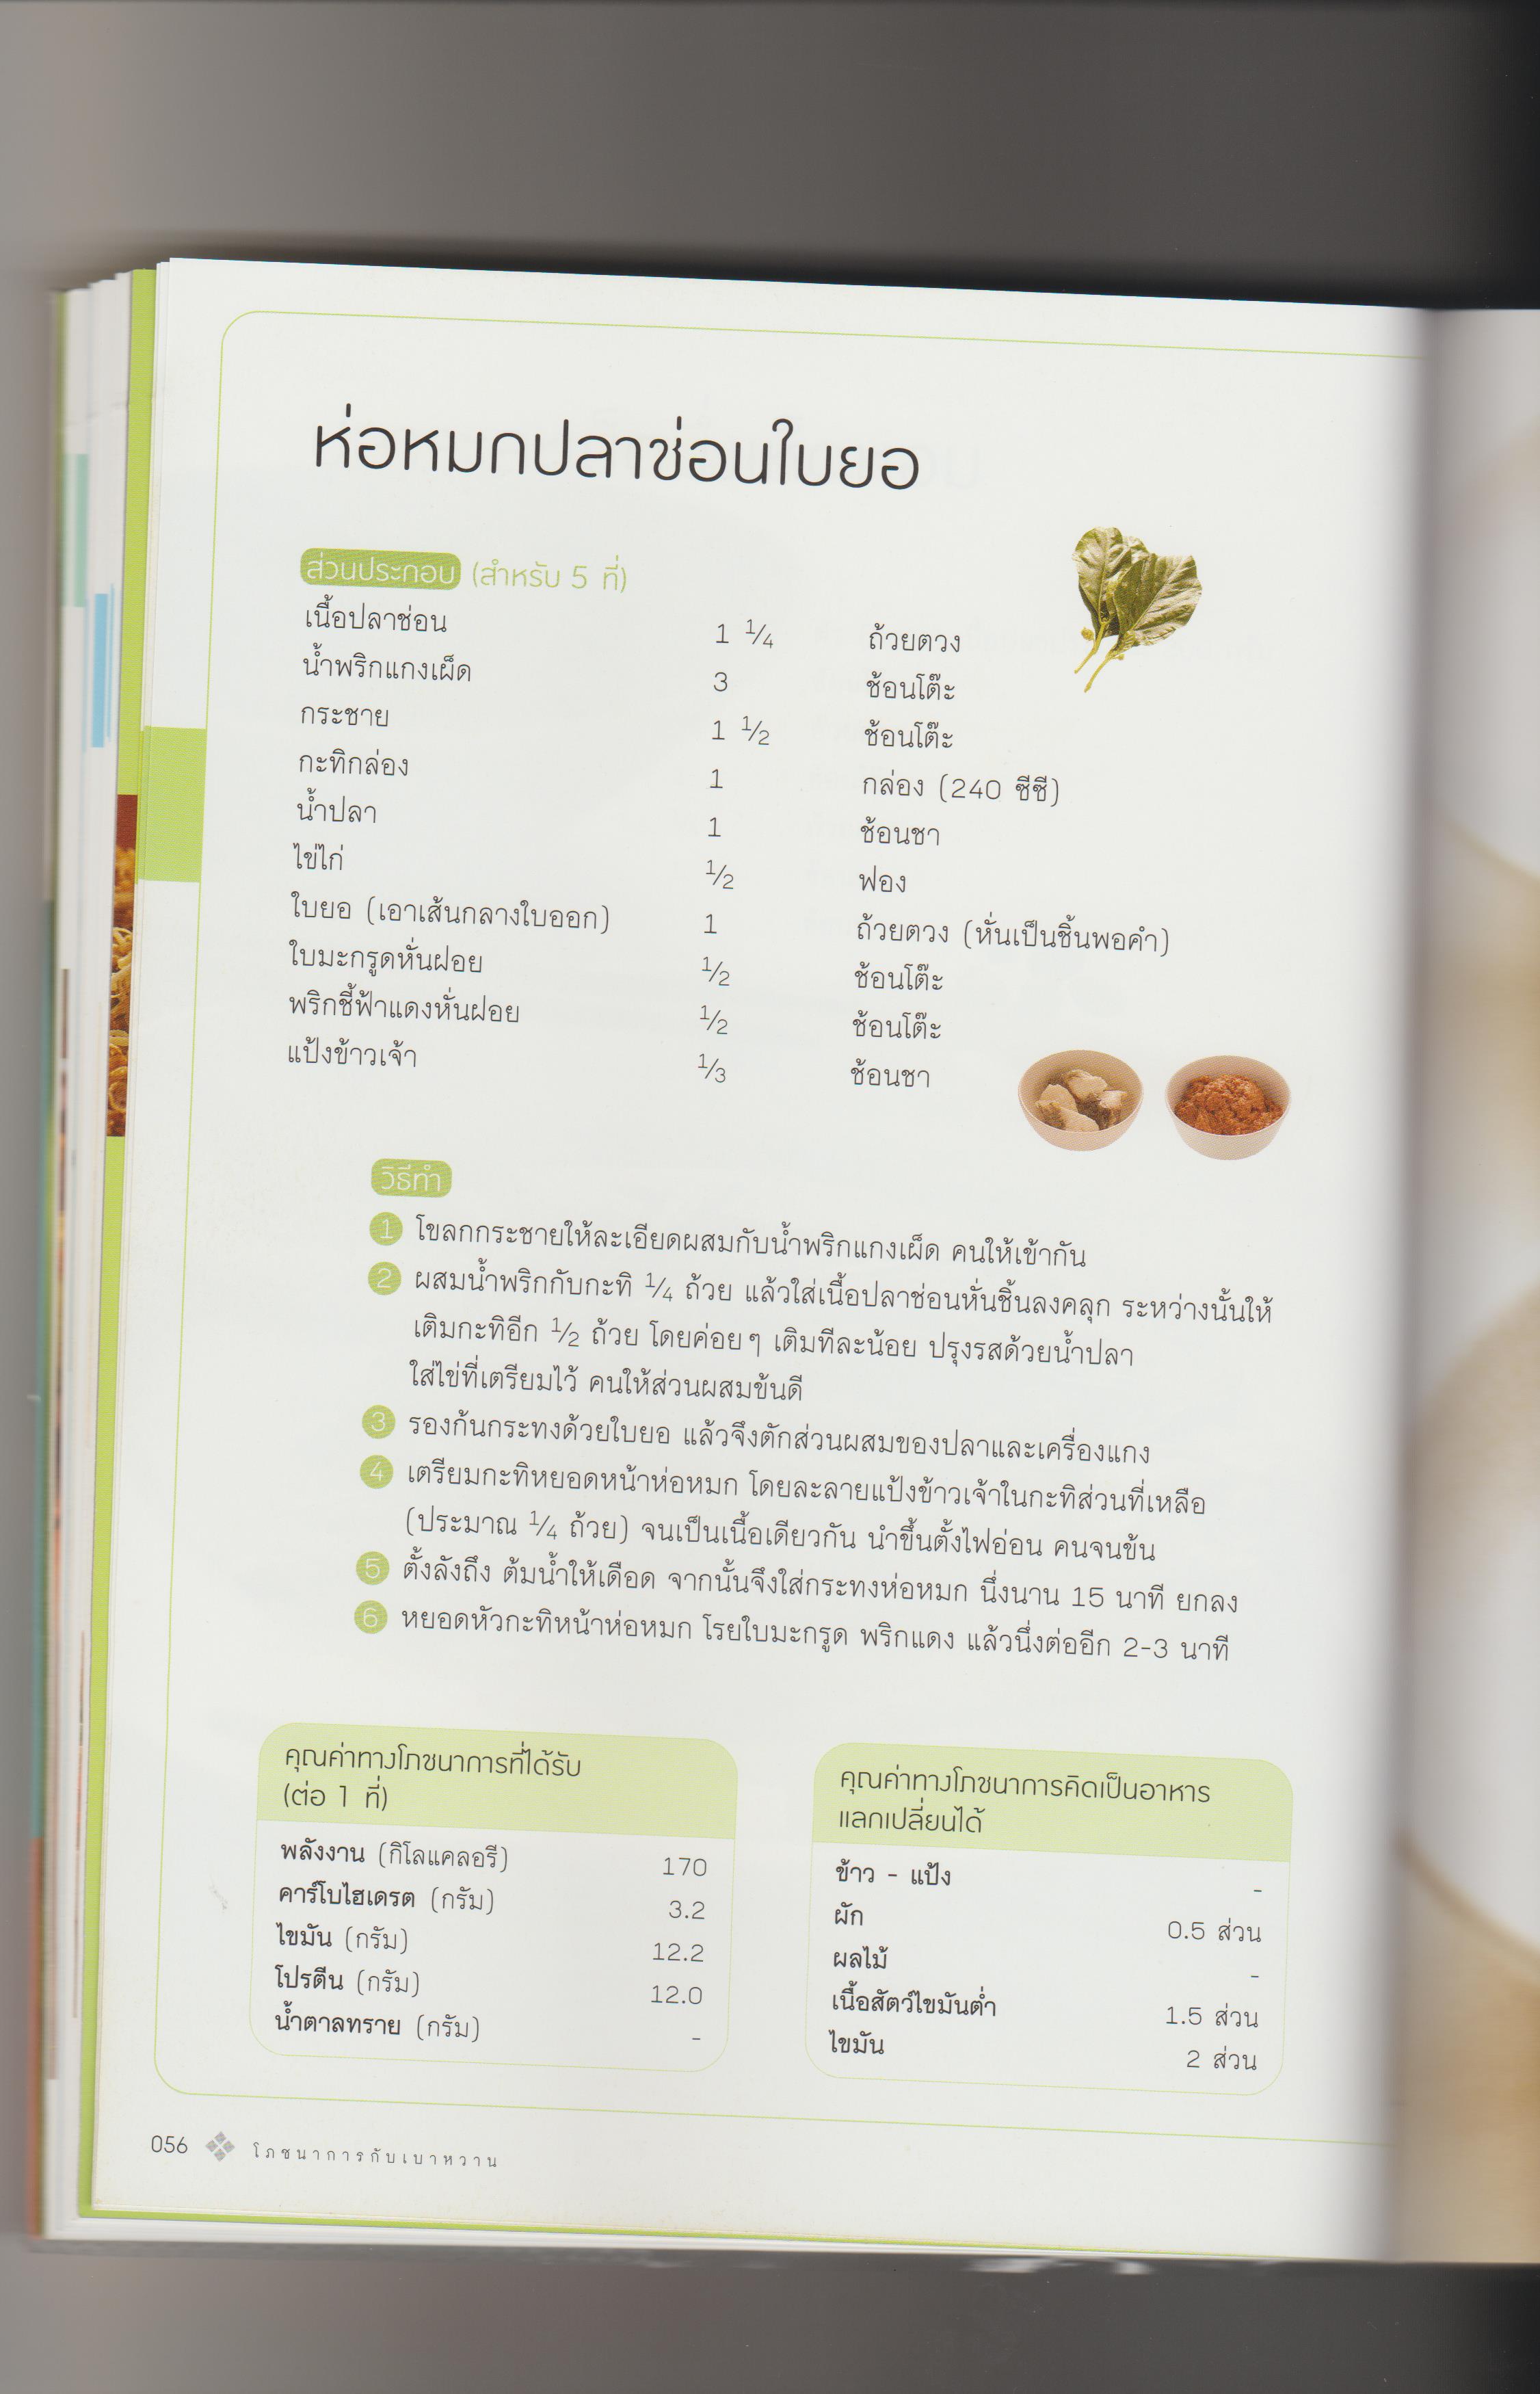 ห่อหมกปลาช่อนใบยอ
ส่วนประกอบ (สำหรับ 5 ที่)
เนื้อปลาช่อน 1 1/4 ถ้วยตวง
น้ำพริกแกงเผ็ด 3 ช้อนโต๊ะ
กระชาย 1 1/2 ช้อนโต๊ะ
กะทิกล่อง 1 กล่อง (240 ซีซี)
น้ำปลา 1 ช้อนชา
ไข่ไก่ 1/2 ฟอง
ใบยอ (เอาเส้นกลางใบออก) 1 ถ้วยตวง (หั่นเป็นชิ้นพอคำ)
ใบมะกรูดหั่นฝอย 1/2 ช้อนโต๊ะ
พริกชี้ฟ้าแดงหั่นฝอย 1/2 ช้อนโต๊ะ
แป้งข้าวเจ้า 1/3 ช้อนชา
วิธีทำ
1 โขลกกระชายให้ละเอียดผสมกับน้ำพริกแกงเผ็ด คนให้เข้ากัน
2 ผสมน้ำพริกกับกะทิ 1/4 ถ้วย แล้วใส่เนื้อปลาช่อนหั่นชิ้นลงคลุก ระหว่างนั้นให้
เติมกะทิอีก 1/2 ถ้วย โดยค่อยๆ เติมทีละน้อย ปรุงรสด้วยน้ำปลา
ใส่ไข่ที่เตรียมไว้ คนให้ส่วนผสมข้นดี
3 รองก้นกระทงด้วยใบยอ แล้วจึงตักส่วนผสมของปลาและเครื่องแกง
4 เตรียมกะทิหยอดหน้าห่อหมก โดยละลายแป้งข้าวเจ้าในกะทิส่วนที่เหลือ
(ประมาณ 1/4 ถ้วย) จนเป็นเนื้อเดียวกัน นำขึ้นตั้งไฟอ่อน คนจนข้น
5 ตั้งลังถึง ต้มน้ำให้เดือด จากนั้นจึงใส่กระทงห่อหมก นึ่งนาน 15 นาที ยกลง
6 หยอดหัวกะทิหน้าห่อหมก โรยใบมะกรูด พริกแดง แล้วนึ่งต่ออีก 2-3 นาที
คุณค่าทางโภชนาการที่ได้รับ
(ต่อ 1 ที่)
พลังงาน (กิโลแคลอรี) 170
คาร์โบไฮเดรต (กรัม) 3.2
ไขมัน (กรัม) 12.2
โปรตีน (กรัม) 12.0
น้ำตาลทราย (กรัม) -
คุณค่าทางโภชนาการคิดเป็นอาหาร
แลกเปลี่ยนได้
ข้าว - แป้ง -
ผัก 0.5 ส่วน
ผลไม้ -
เนื้อสัตว์ไขมันต่ำ 1.5 ส่วน
ไขมัน 2 ส่วน
056 โภชนาการกับเบาหวาน